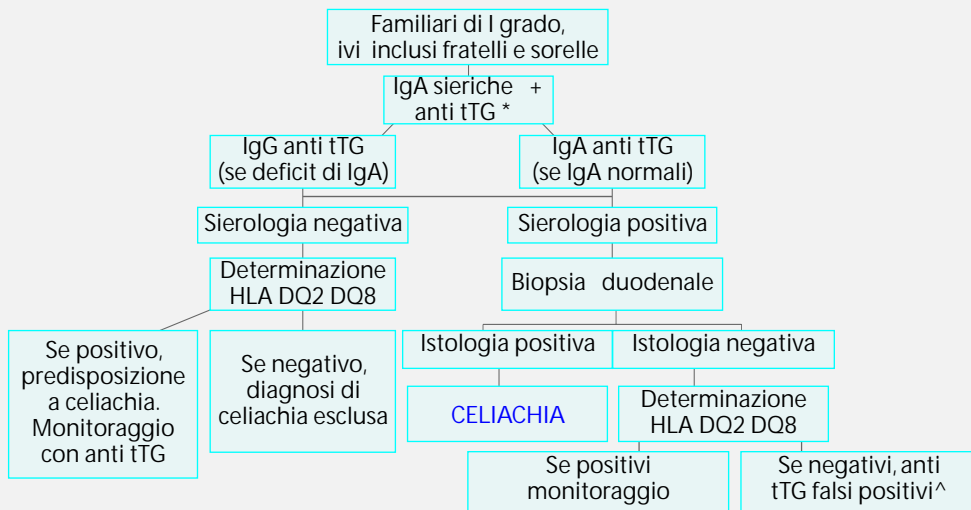 Familiari di I grado,
ivi inclusi fratelli e sorelle
IgA sieriche +
anti tTG *
IgG anti tTG
(se deficit di IgA)
IgA anti tTG
(se IgA normali)
Sierologia negativa
Sierologia positiva
Determinazione
HLA DQ2 DQ8
Biopsia duodenale
Se positivo,
predisposizione
a celiachia.
Monitoraggio
con anti tTG
Se negativo,
diagnosi di
celiachia esclusa
Istologia positiva
Istologia negativa
CELIACHIA
Determinazione
HLA DQ2 DQ8
Se positivi
monitoraggio
Se negativi, anti
tTG falsi positivi^